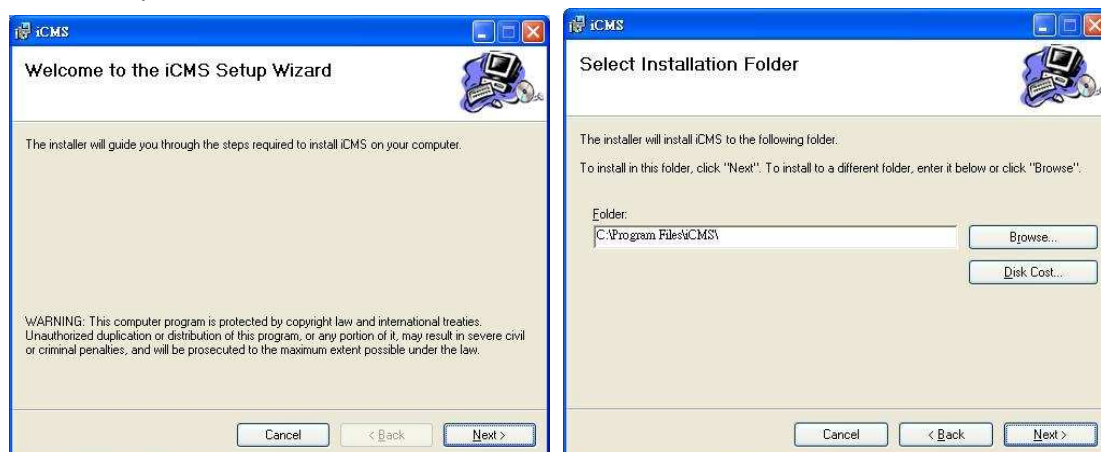 iCMS
Welcome to the iCMS Setup Wizard
The installer will guide you through the steps required to install iCMS on your computer.
WARNING: This computer program is protected by copyright law and international treaties.
Unauthorized duplication or distribution of this program, or any portion of it, may result in severe civil
or criminal penalties, and will be prosecuted to the maximum extent possible under the law.
Cancel
< Back
Next >
iCMS
Select Installation Folder
The installer will install iCMS to the following folder.
To install in this folder, click "Next". To install to a different folder, enter it below or click "Browse".
Folder:
C:\Program Files\iCMS\
Browse...
Disk Cost...
Cancel
< Back
Next >